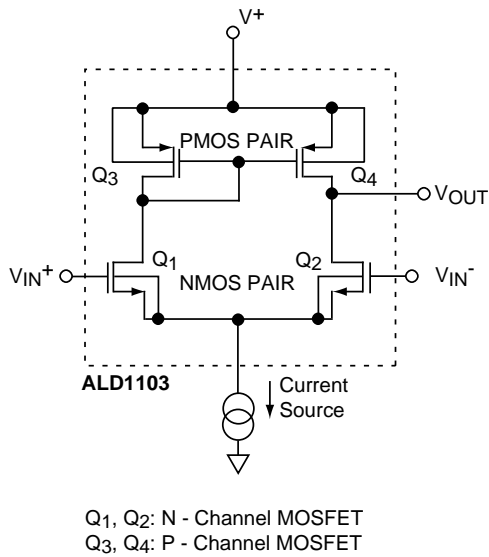 V+
PMOS PAIR
Q3
Q4
VOUT
VIN+
Q1
NMOS PAIR
Q2
VIN-
ALD1103
Current
Source
Q1, Q2: N - Channel MOSFET
Q3, Q4: P - Channel MOSFET